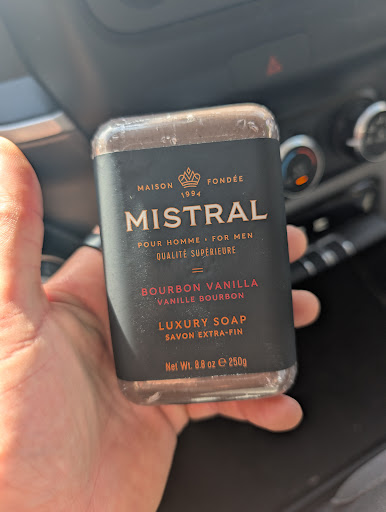 MAISON FONDÉE
1994
MISTRAL
POUR HOMME • FOR MEN
QUALITÉ SUPÉRIEURE
BOURBON VANILLA
VANILLE BOURBON
LUXURY SOAP
SAVON EXTRA-FIN
Net Wt. 8.8 oz ℮ 250g